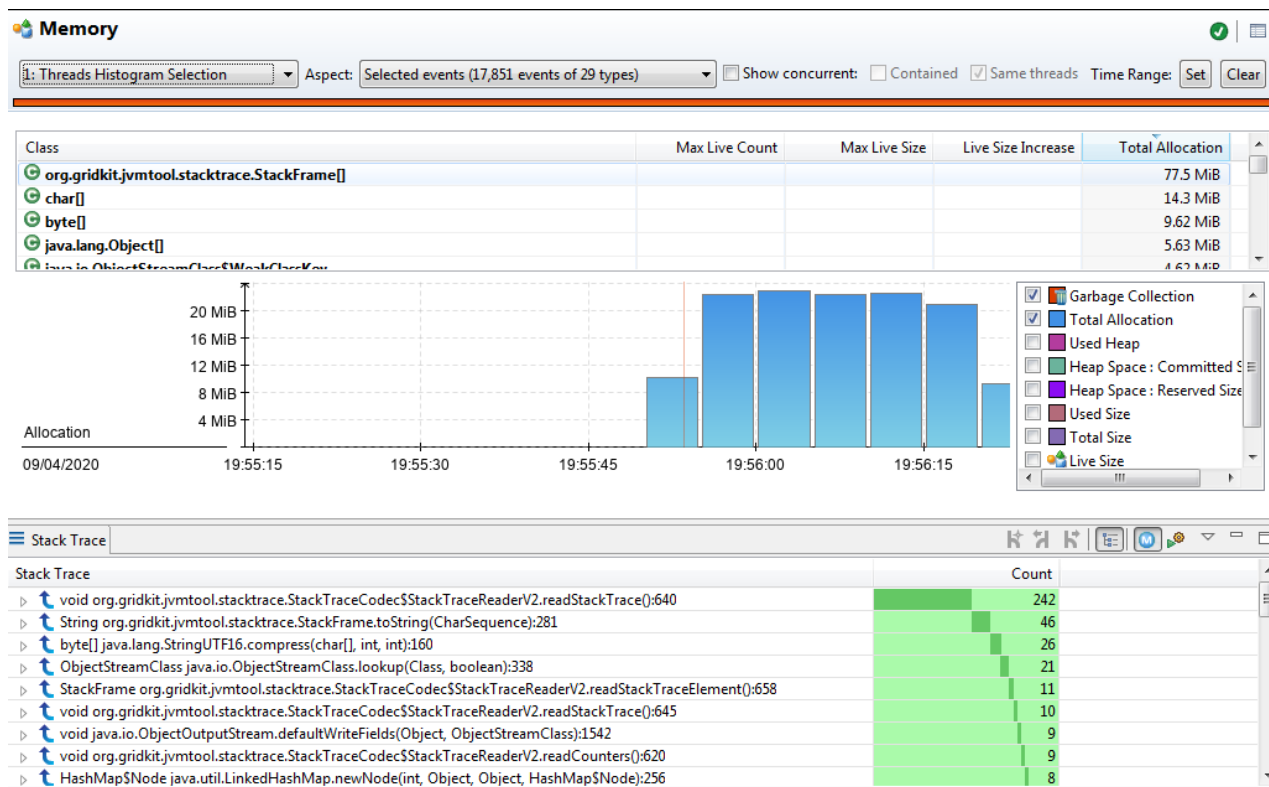 Memory
1: Threads Histogram Selection Aspect: Selected events (17,851 events of 29 types) Show concurrent: Contained Same threads Time Range: Set Clear
Class Max Live Count Max Live Size Live Size Increase Total Allocation
org.gridkit.jvmtool.stacktrace.StackFrame[] 77.5 MiB
char[] 14.3 MiB
byte[] 9.62 MiB
java.lang.Object[] 5.63 MiB
java.io.ObjectStreamClass$WeakClassKey 4.62 MiB
20 MiB
16 MiB
12 MiB
8 MiB
4 MiB
Allocation
09/04/2020 19:55:15 19:55:30 19:55:45 19:56:00 19:56:15
Garbage Collection
Total Allocation
Used Heap
Heap Space : Committed S
Heap Space : Reserved Size
Used Size
Total Size
Live Size
Stack Trace
Stack Trace Count
void org.gridkit.jvmtool.stacktrace.StackTraceCodec$StackTraceReaderV2.readStackTrace():640 242
String org.gridkit.jvmtool.stacktrace.StackFrame.toString(CharSequence):281 46
byte[] java.lang.StringUTF16.compress(char[], int, int):160 26
ObjectStreamClass java.io.ObjectStreamClass.lookup(Class, boolean):338 21
StackFrame org.gridkit.jvmtool.stacktrace.StackTraceCodec$StackTraceReaderV2.readStackTraceElement():658 11
void org.gridkit.jvmtool.stacktrace.StackTraceCodec$StackTraceReaderV2.readStackTrace():645 10
void java.io.ObjectOutputStream.defaultWriteFields(Object, ObjectStreamClass):1542 9
void org.gridkit.jvmtool.stacktrace.StackTraceCodec$StackTraceReaderV2.readCounters():620 9
HashMap$Node java.util.LinkedHashMap.newNode(int, Object, Object, HashMap$Node):256 8